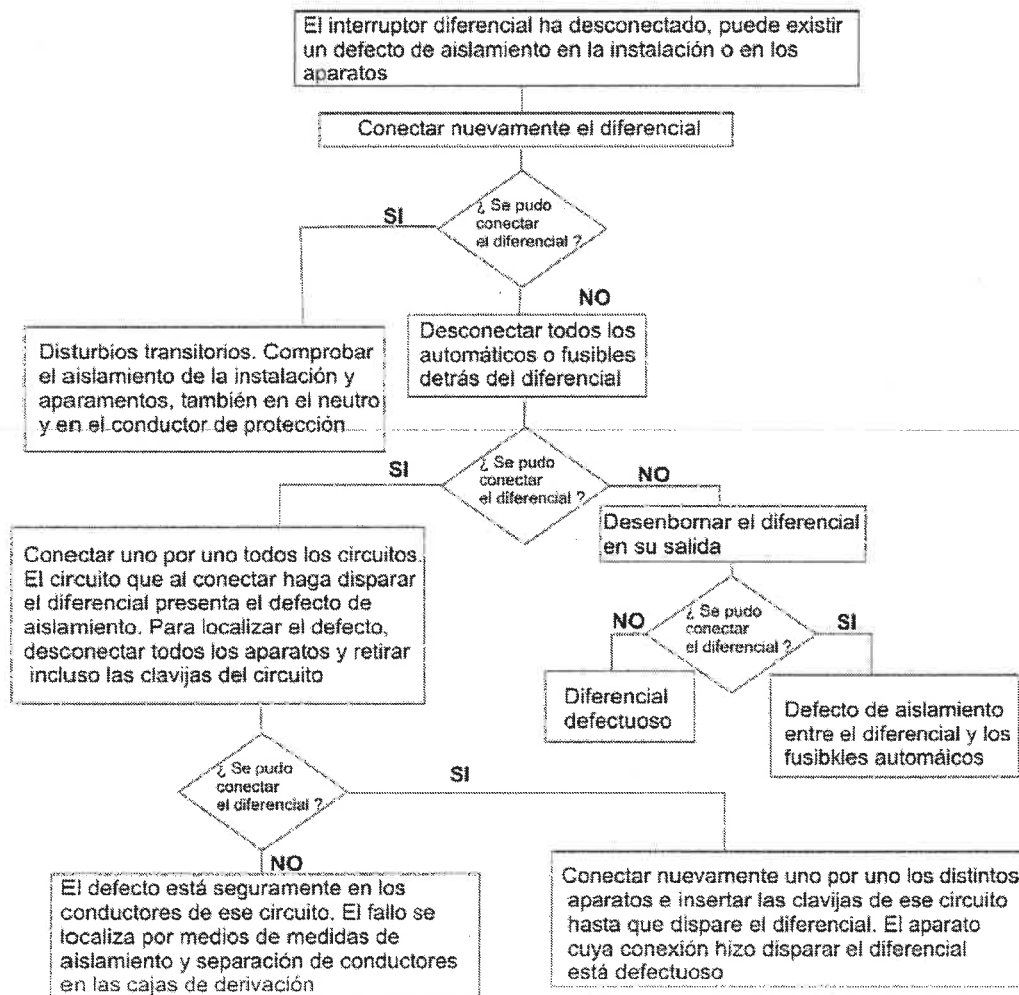 El interruptor diferencial ha desconectado, puede existir
un defecto de aislamiento en la instalación o en los
aparatos
Conectar nuevamente el diferencial
¿ Se pudo
conectar
el diferencial ?
SI
NO
Disturbios transitorios. Comprobar
el aislamiento de la instalación y
aparamentos, también en el neutro
y en el conductor de protección
Desconectar todos los
automáticos o fusibles
detrás del diferencial
¿ Se pudo
conectar
el diferencial ?
SI
NO
Conectar uno por uno todos los circuitos.
El circuito que al conectar haga disparar
el diferencial presenta el defecto de
aislamiento. Para localizar el defecto,
desconectar todos los aparatos y retirar
incluso las clavijas del circuito
Desenbornar el diferencial
en su salida
¿ Se pudo
conectar
el diferencial ?
NO
SI
Diferencial
defectuoso
Defecto de aislamiento
entre el diferencial y los
fusibkles automáicos
¿ Se pudo
conectar
el diferencial ?
SI
NO
El defecto está seguramente en los
conductores de ese circuito. El fallo se
localiza por medios de medidas de
aislamiento y separación de conductores
en las cajas de derivación
Conectar nuevamente uno por uno los distintos
aparatos e insertar las clavijas de ese circuito
hasta que dispare el diferencial. El aparato
cuya conexión hizo disparar el diferencial
está defectuoso